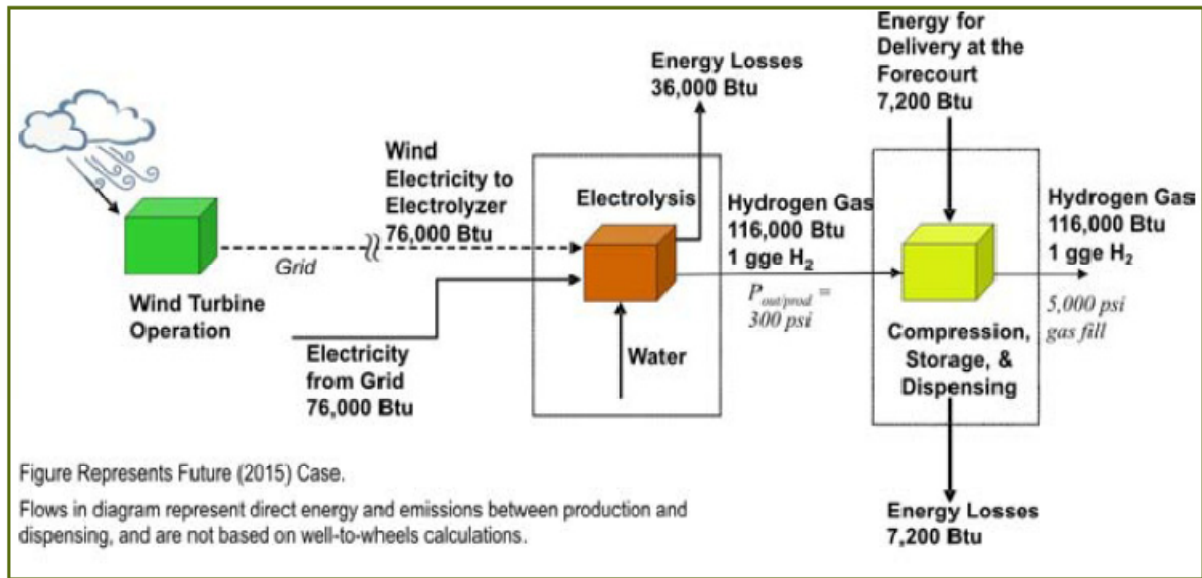 Energy for
Delivery at the
Forecourt
7,200 Btu
Energy Losses
36,000 Btu
Wind
Electricity to
Electrolyzer
76,000 Btu
Electrolysis
Hydrogen Gas
116,000 Btu
1 gge H₂
Hydrogen Gas
116,000 Btu
1 gge H₂
Grid
P out/prod =
300 psi
5,000 psi
gas fill
Wind Turbine
Operation
Electricity
from Grid
76,000 Btu
Water
Compression,
Storage, &
Dispensing
Figure Represents Future (2015) Case.
Flows in diagram represent direct energy and emissions between production and
dispensing, and are not based on well-to-wheels calculations.
Energy Losses
7,200 Btu